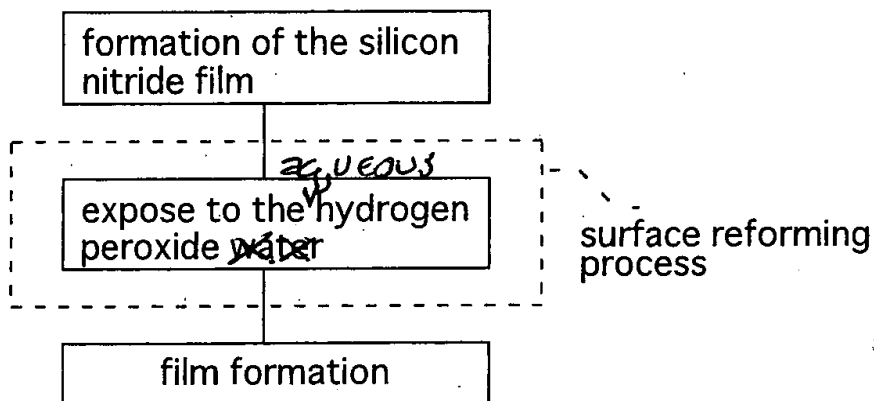 formation of the silicon
nitride film
aqueous
expose to the hydrogen
peroxide water
surface reforming
process
film formation